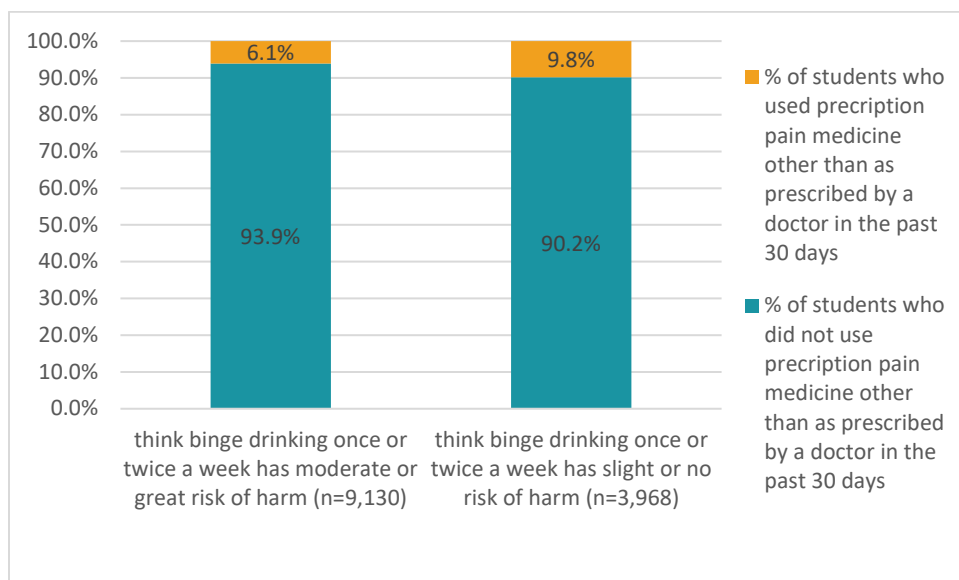 100.0%
90.0%
80.0%
70.0%
60.0%
50.0%
40.0%
30.0%
20.0%
10.0%
0.0%
6.1%
93.9%
9.8%
90.2%
think binge drinking once or
twice a week has moderate or
great risk of harm (n=9,130)
think binge drinking once or
twice a week has slight or no
risk of harm (n=3,968)
% of students who
used precription
pain medicine
other than as
prescribed by a
doctor in the past
30 days
% of students who
did not use
precription pain
medicine other
than as prescribed
by a doctor in the
past 30 days